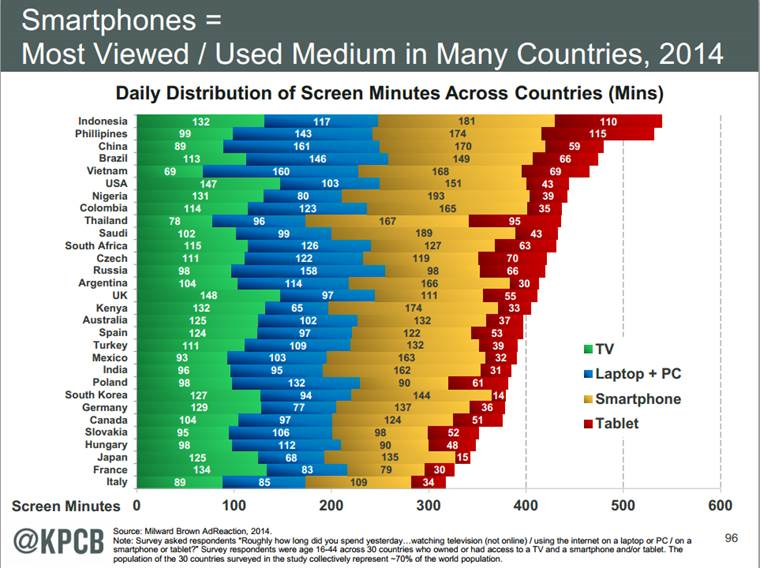 Smartphones =
Most Viewed / Used Medium in Many Countries, 2014
Daily Distribution of Screen Minutes Across Countries (Mins)
Indonesia 132 117 181 110
Phillipines 99 143 174 115
China 89 161 170 59
Brazil 113 146 149 66
Vietnam 69 160 168 69
USA 147 103 151 43
Nigeria 131 80 193 39
Colombia 114 123 165 35
Thailand 78 96 167 95
Saudi 102 99 189 43
South Africa 115 126 127 63
Czech 111 122 119 70
Russia 98 158 98 66
Argentina 104 114 166 30
UK 148 97 111 55
Kenya 132 65 174 33
Australia 125 102 132 37
Spain 124 97 122 53
Turkey 111 109 132 39
Mexico 93 103 163 32
India 96 95 162 31
Poland 98 132 90 61
South Korea 127 94 144 14
Germany 129 77 137 36
Canada 104 97 124 51
Slovakia 95 106 98 52
Hungary 98 112 90 48
Japan 125 68 135 15
France 134 83 79 30
Italy 89 85 109 34
TV
Laptop + PC
Smartphone
Tablet
Screen Minutes 0 100 200 300 400 500 600
@KPCB
Source: Milward Brown AdReaction, 2014.
Note: Survey asked respondents "Roughly how long did you spend yesterday…watching television (not online) / using the internet on a laptop or PC / on a
smartphone or tablet?" Survey respondents were age 16-44 across 30 countries who owned or had access to a TV and a smartphone and/or tablet. The
population of the 30 countries surveyed in the study collectively represent ~70% of the world population.
96